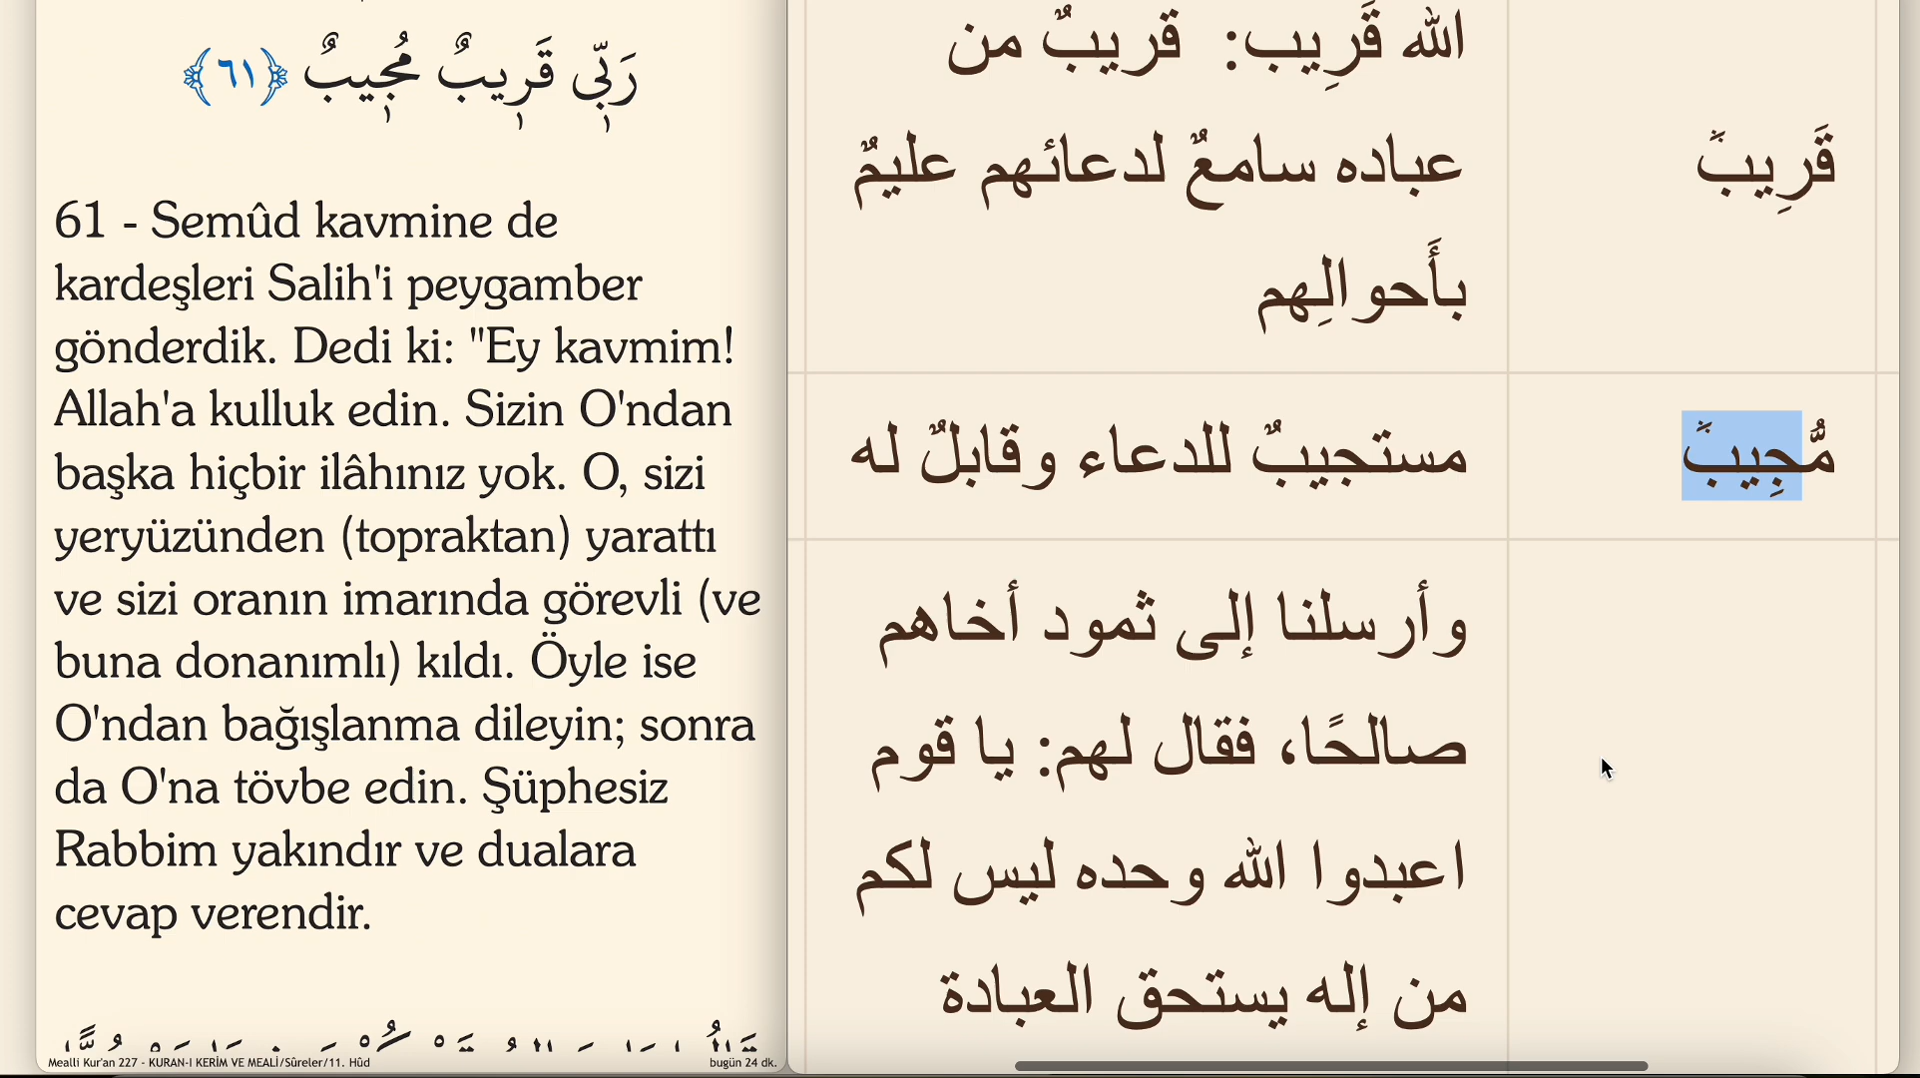 رَبّ۪ي قَر۪يبٌ مُج۪يبٌ ﴿٦١﴾
61 - Semûd kavmine de
kardeşleri Salih'i peygamber
gönderdik. Dedi ki: "Ey kavmim!
Allah'a kulluk edin. Sizin O'ndan
başka hiçbir ilâhınız yok. O, sizi
yeryüzünden (topraktan) yarattı
ve sizi oranın imarında görevli (ve
buna donanımlı) kıldı. Öyle ise
O'ndan bağışlanma dileyin; sonra
da O'na tövbe edin. Şüphesiz
Rabbim yakındır ve dualara
cevap verendir.
Mealli Kur'an 227 - KURAN-I KERİM VE MEALİ/Sûreler/11. Hûd
bugün 24 dk.
قَرِيبٞ
الله قَرِيب: قريبٌ من
عباده سامعٌ لدعائهم عليمٌ
بأَحوالِهم
مُّجِيبٞ
مستجيبٌ للدعاء وقابلٌ له
وأرسلنا إلى ثمود أخاهم
صالحًا، فقال لهم: يا قوم
اعبدوا الله وحده ليس لكم
من إله يستحق العبادة